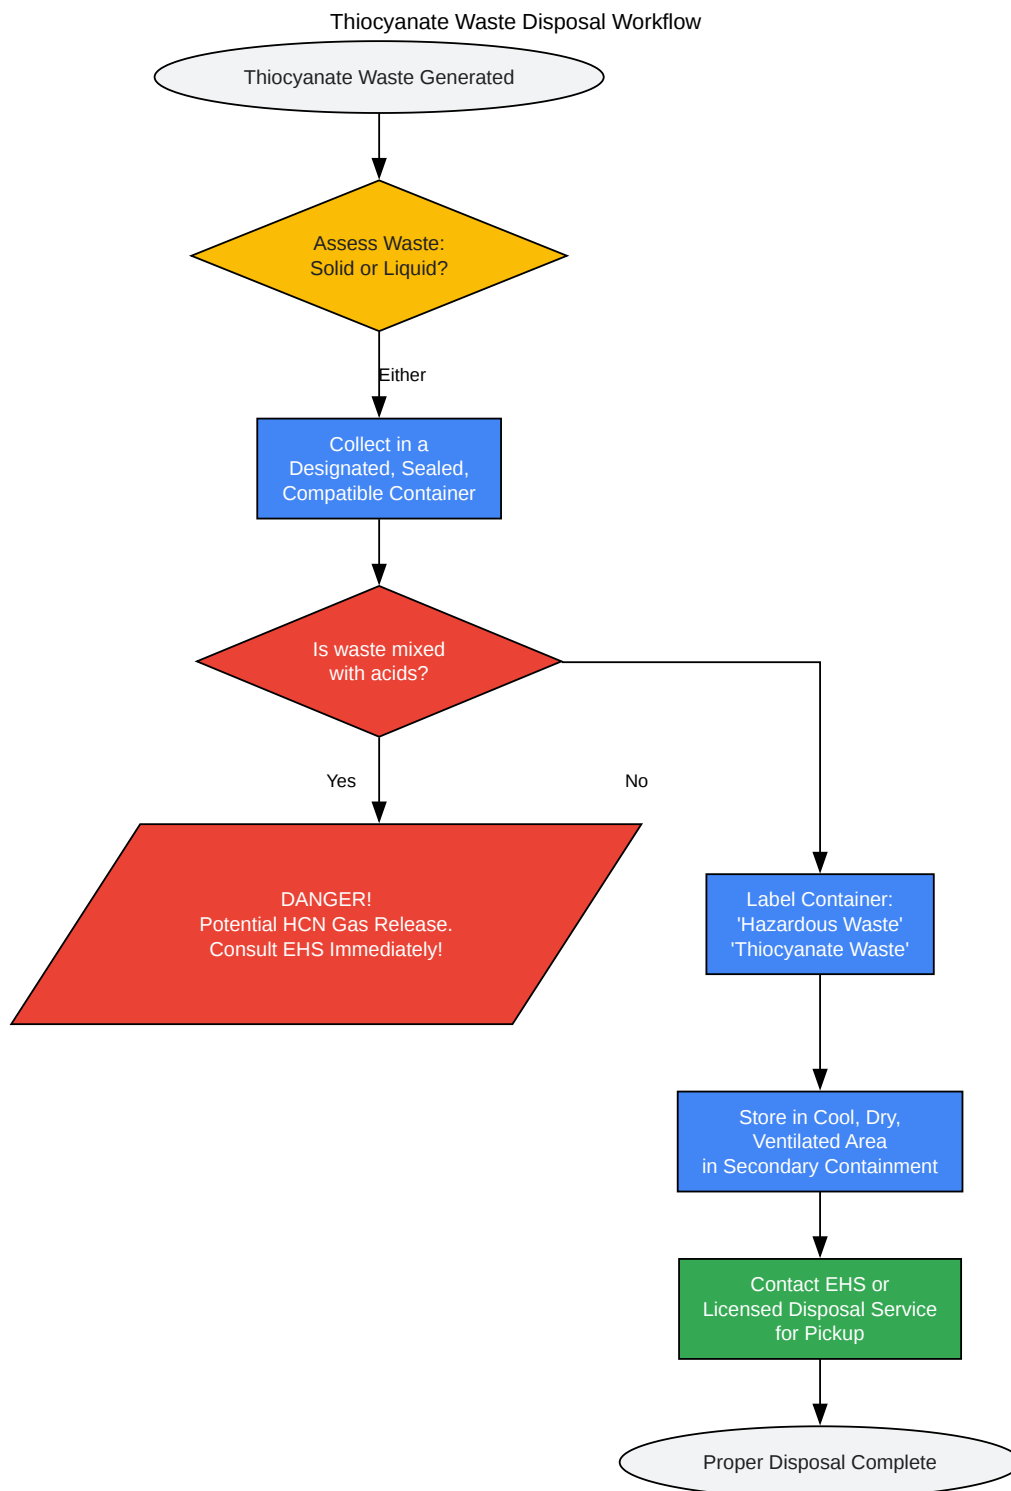 Thiocyanate Waste Disposal Workflow
Thiocyanate Waste Generated
Assess Waste:
Solid or Liquid?
Either
Collect in a
Designated, Sealed,
Compatible Container
Is waste mixed
with acids?
Yes
No
DANGER!
Potential HCN Gas Release.
Consult EHS Immediately!
Label Container:
'Hazardous Waste'
'Thiocyanate Waste'
Store in Cool, Dry,
Ventilated Area
in Secondary Containment
Contact EHS or
Licensed Disposal Service
for Pickup
Proper Disposal Complete